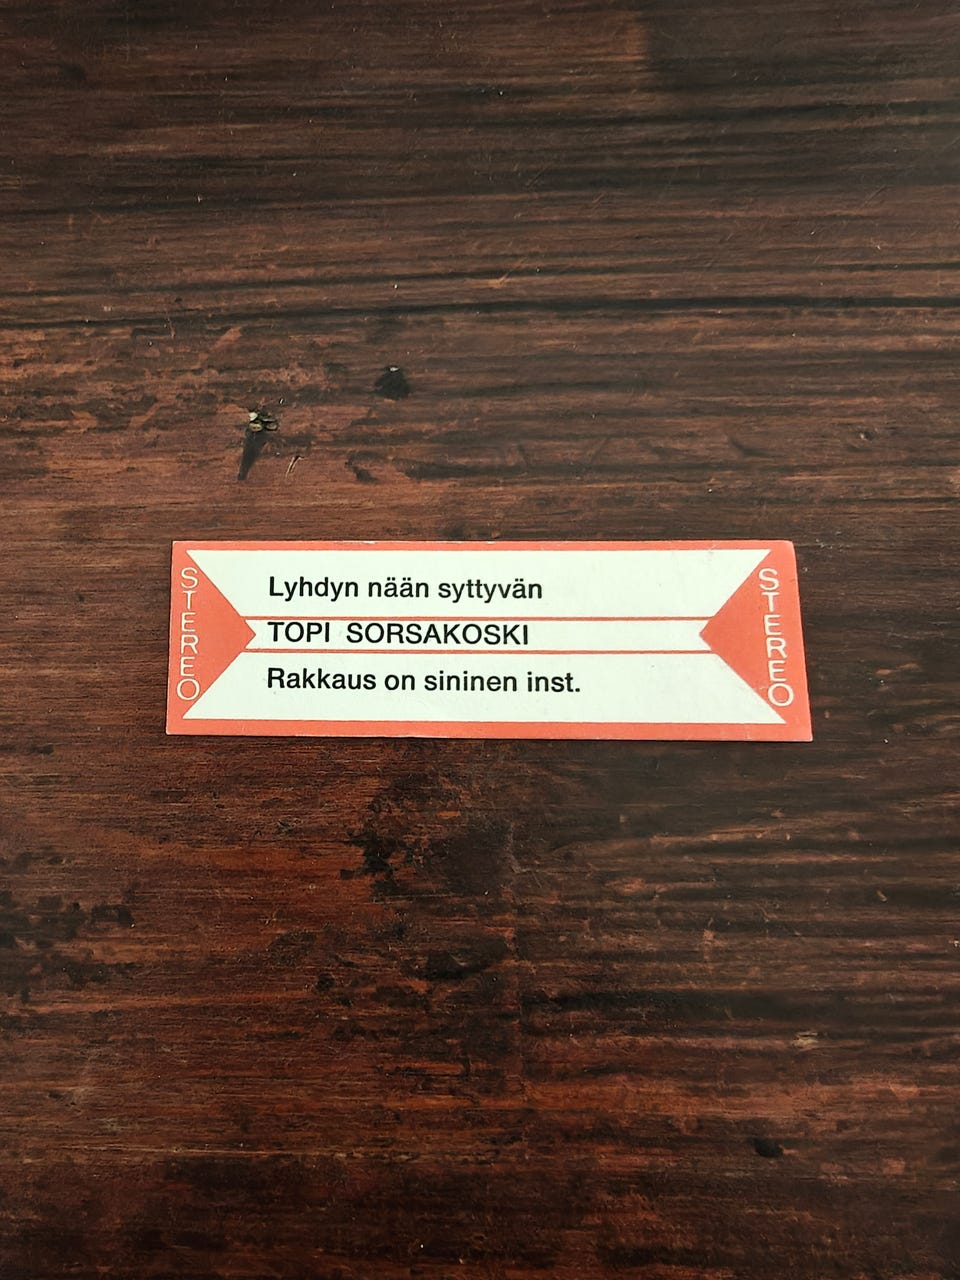 STEREO
Lyhdyn nään syttyvän
TOPI SORSAKOSKI
Rakkaus on sininen inst.
STEREO